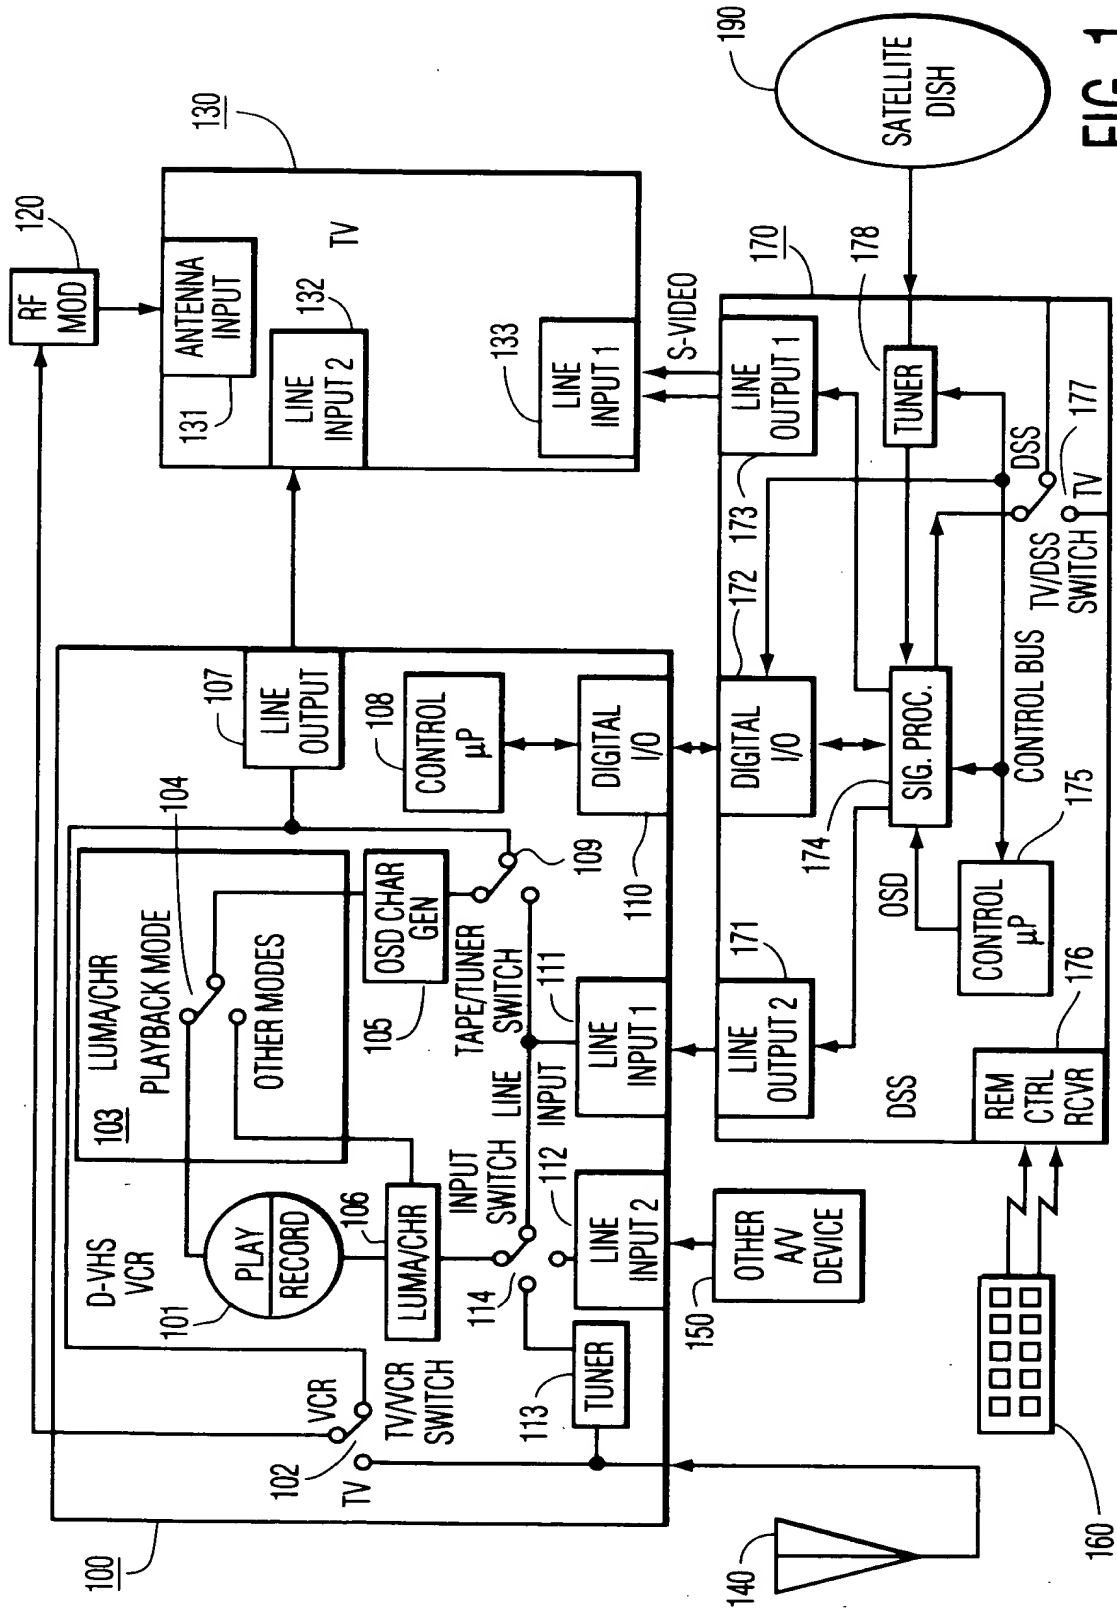 100
D-VHS
VCR
101
PLAY
RECORD
102
VCR
TV
TV/VCR
SWITCH
103
LUMA/CHR
PLAYBACK MODE
OTHER MODES
104
105
OSD CHAR
GEN
106
LUMA/CHR
107
LINE
OUTPUT
108
CONTROL
µP
109
TAPE/TUNER
SWITCH
110
DIGITAL
I/O
111
LINE
INPUT 1
LINE
INPUT
112
LINE
INPUT 2
INPUT
SWITCH
113
TUNER
114
120
RF
MOD
130
TV
131
ANTENNA
INPUT
132
LINE
INPUT 2
133
LINE
INPUT 1
S-VIDEO
140
150
OTHER
A/V
DEVICE
160
170
DSS
171
LINE
OUTPUT 2
172
DIGITAL
I/O
173
LINE
OUTPUT 1
174
SIG. PROC.
OSD
175
CONTROL
µP
CONTROL BUS
176
REM
CTRL
RCVR
177
DSS
TV
TV/DSS
SWITCH
178
TUNER
190
SATELLITE
DISH
FIG. 1